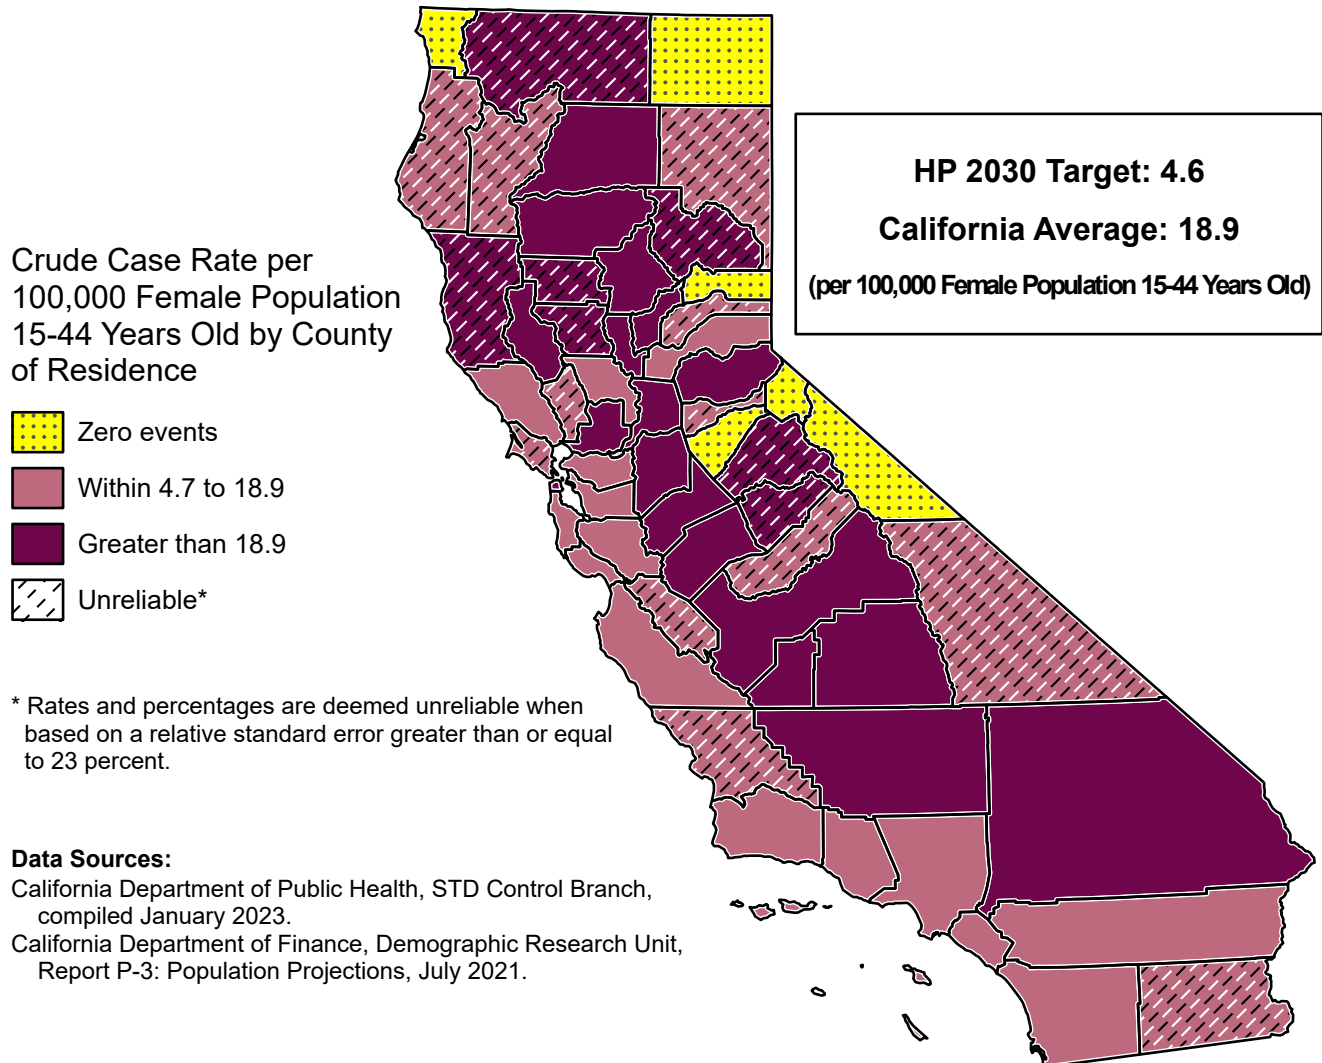 HP 2030 Target: 4.6
California Average: 18.9
(per 100,000 Female Population 15-44 Years Old)
Crude Case Rate per
100,000 Female Population
15-44 Years Old by County
of Residence
Zero events
Within 4.7 to 18.9
Greater than 18.9
Unreliable*
* Rates and percentages are deemed unreliable when
based on a relative standard error greater than or equal
to 23 percent.
Data Sources:
California Department of Public Health, STD Control Branch,
compiled January 2023.
California Department of Finance, Demographic Research Unit,
Report P-3: Population Projections, July 2021.